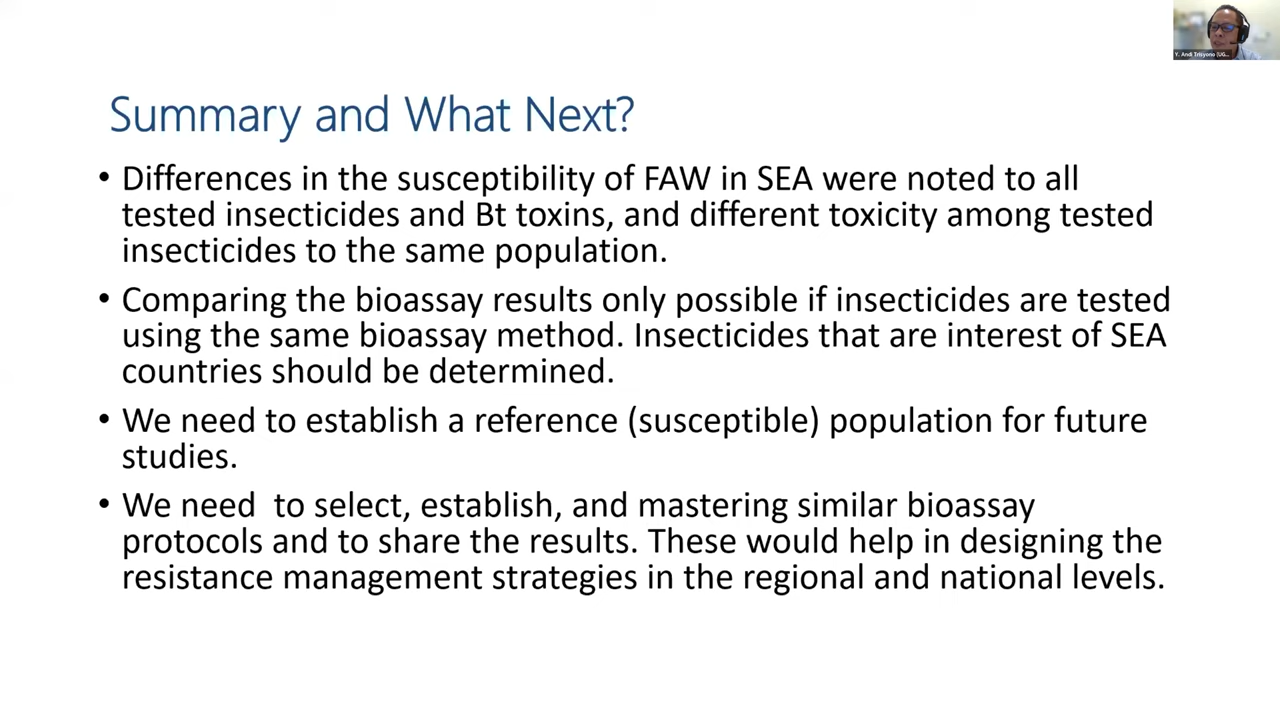 Y. Andi Trisyono (UG...
Summary and What Next?
• Differences in the susceptibility of FAW in SEA were noted to all
tested insecticides and Bt toxins, and different toxicity among tested
insecticides to the same population.
• Comparing the bioassay results only possible if insecticides are tested
using the same bioassay method. Insecticides that are interest of SEA
countries should be determined.
• We need to establish a reference (susceptible) population for future
studies.
• We need  to select, establish, and mastering similar bioassay
protocols and to share the results. These would help in designing the
resistance management strategies in the regional and national levels.